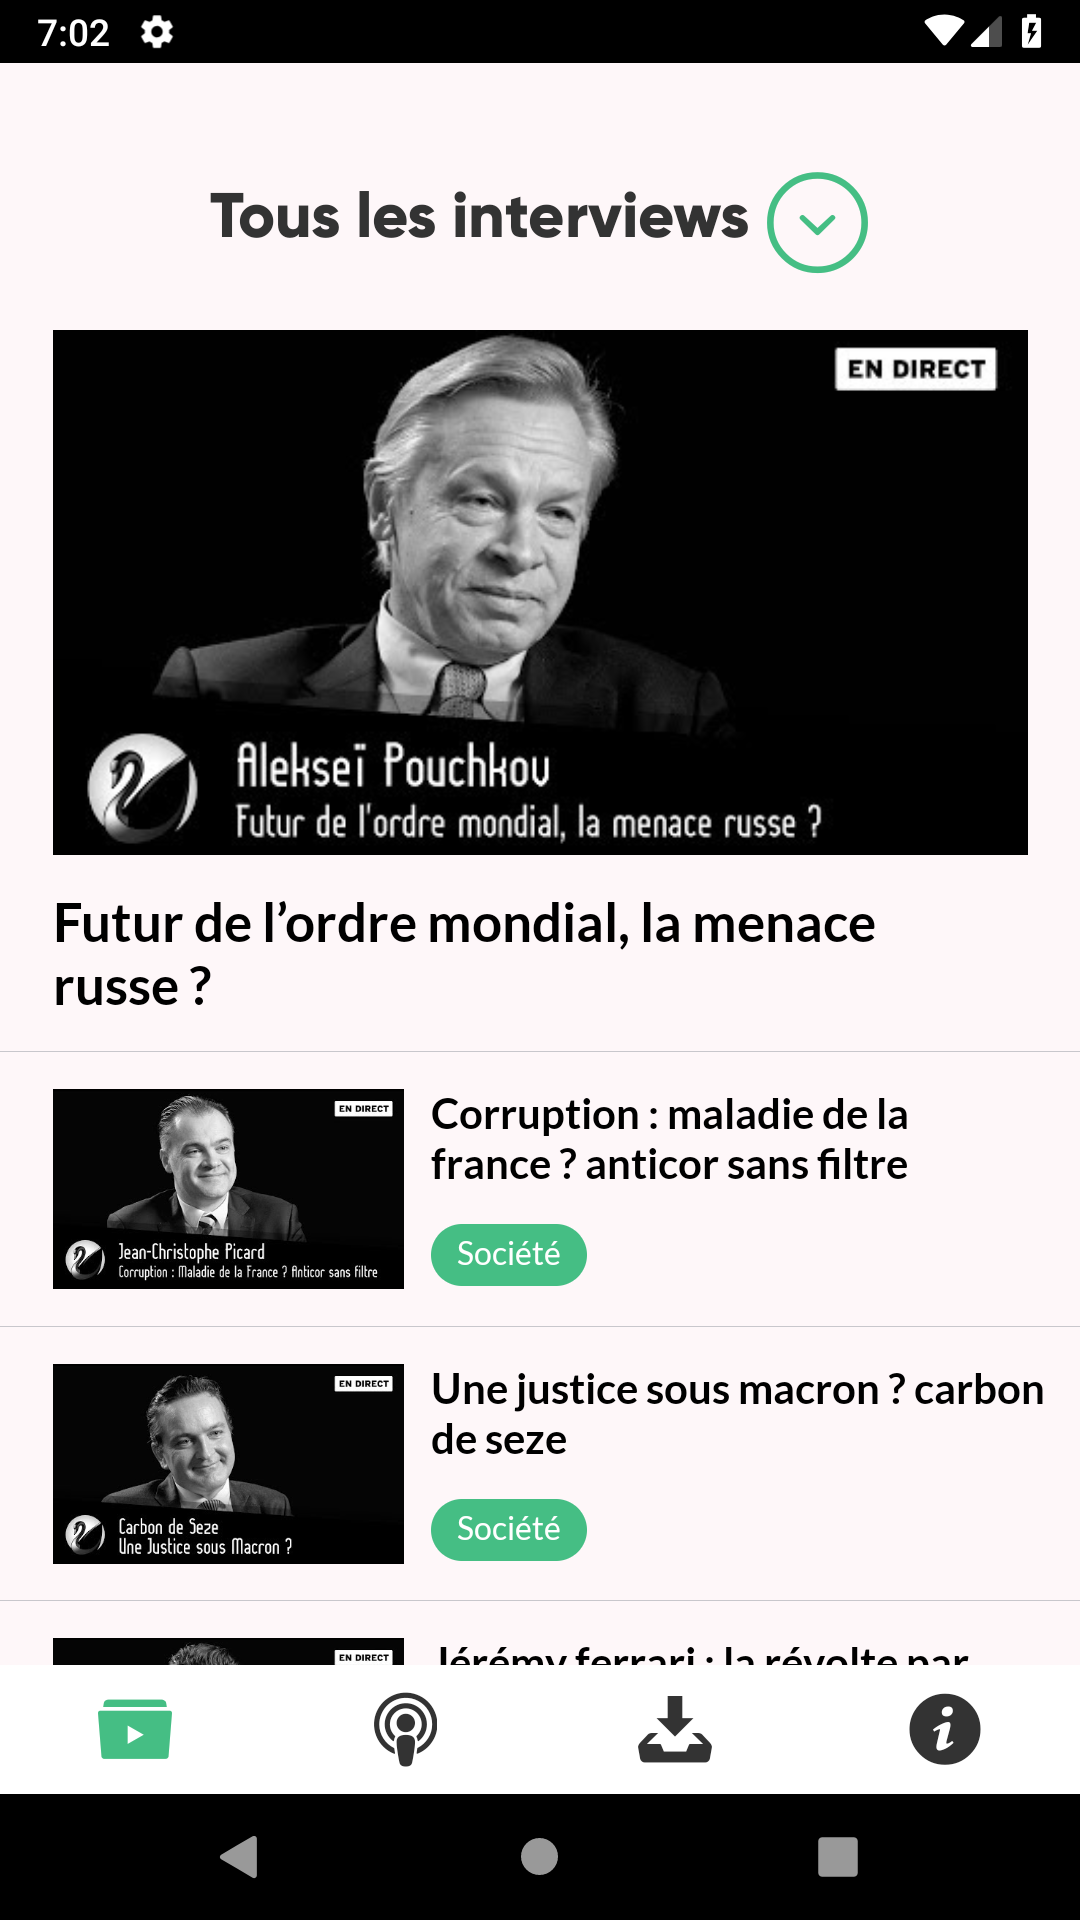 7:02
Tous les interviews
EN DIRECT
Alekseï Pouchkov
Futur de l'ordre mondial, la menace russe ?
Futur de l’ordre mondial, la menace
russe ?
EN DIRECT
Jean-Christophe Picard
Corruption : Maladie de la France ? Anticor sans filtre
Corruption : maladie de la
france ? anticor sans filtre
Société
EN DIRECT
Carbon de Seze
Une Justice sous Macron ?
Une justice sous macron ? carbon
de seze
Société
EN DIRECT
Jérémy ferrari : la révolte par